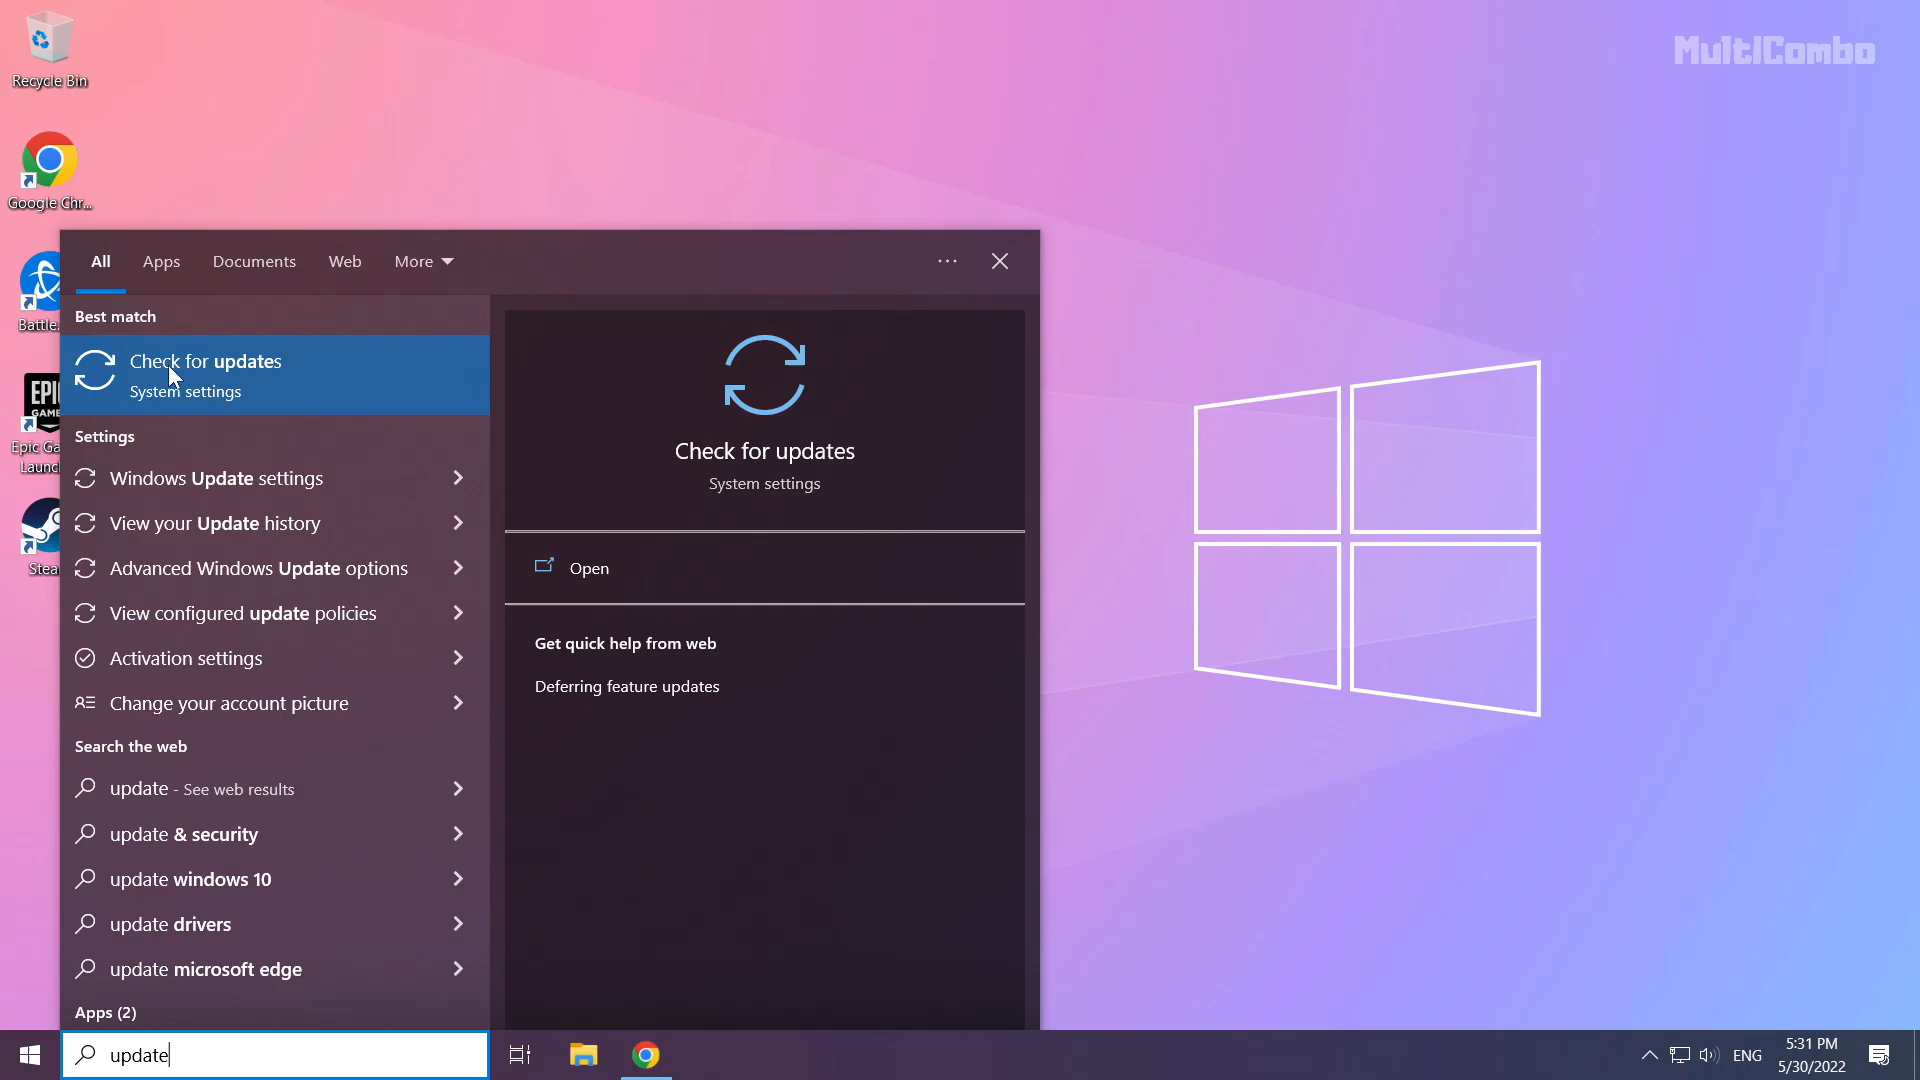 Recycle Bin
MultiCombo
Google Chr...
All
Apps
Documents
Web
More
Best match
Battle.
Check for updates
System settings
EPIC
GAMES
Epic Ga
Launc
Settings
Windows Update settings
View your Update history
Advanced Windows Update options
View configured update policies
Activation settings
Change your account picture
Stea
Search the web
update - See web results
update & security
update windows 10
update drivers
update microsoft edge
Apps (2)
Check for updates
System settings
Open
Get quick help from web
Deferring feature updates
update
ENG
5:31 PM
5/30/2022